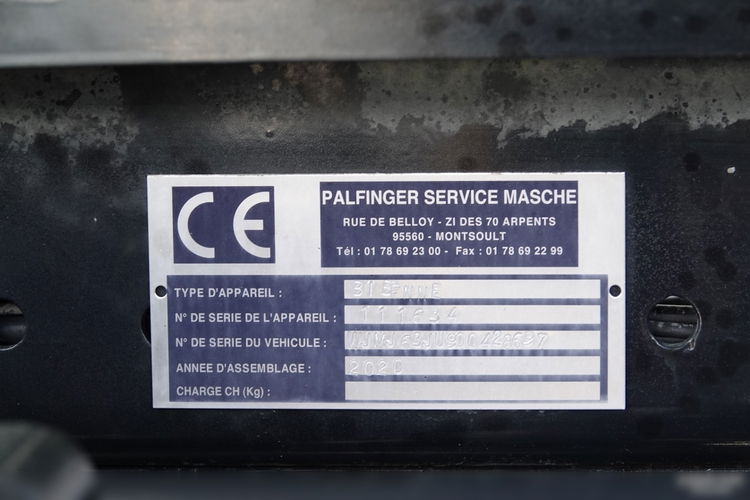 CE
PALFINGER SERVICE MASCHE
RUE DE BELLOY - ZI DES 70 ARPENTS
95560 - MONTSOULT
Tél : 01 78 69 23 00 - Fax : 01 78 69 22 99
TYPE D'APPAREIL :
N° DE SERIE DE L'APPAREIL : 111634
N° DE SERIE DU VEHICULE :
ANNEE D'ASSEMBLAGE : 2020
CHARGE CH (Kg) :